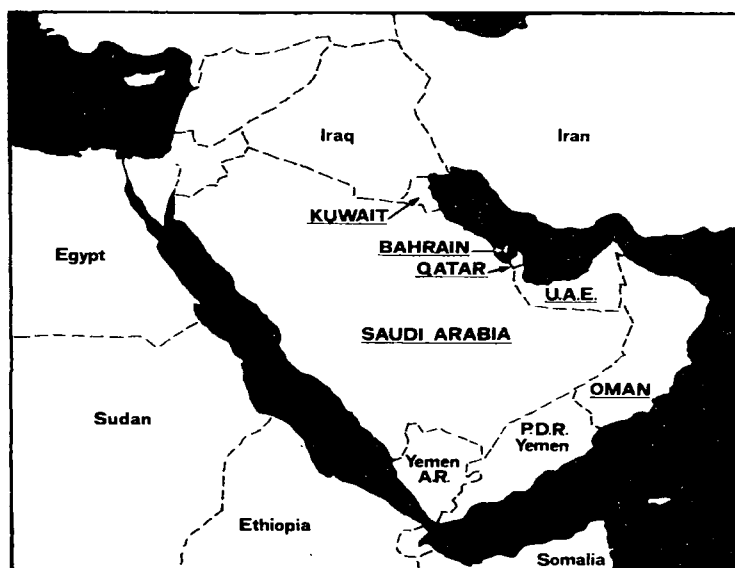 Iraq
Iran
KUWAIT
BAHRAIN
Egypt
QATAR
U.A.E.
SAUDI ARABIA
OMAN
Sudan
P.D.R.
Yemen
Yemen
A.R.
Ethiopia
Somalia